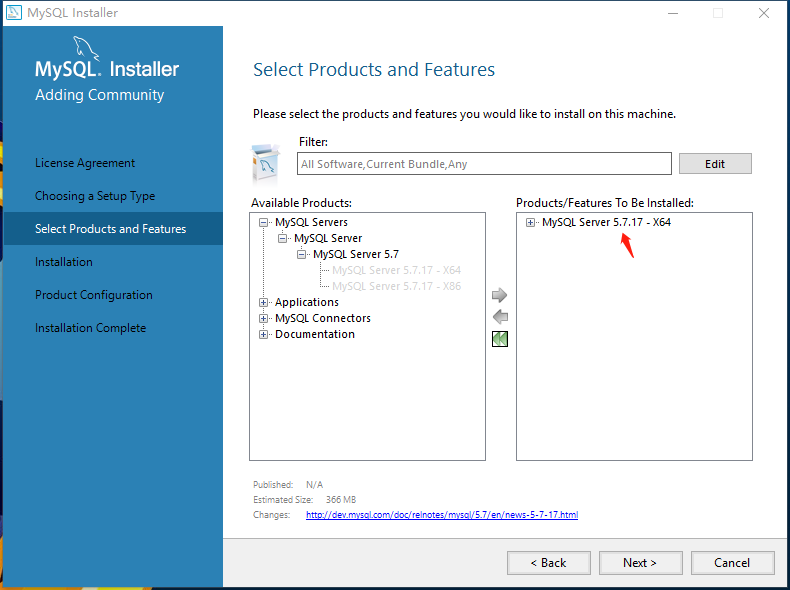 MySQL Installer
MySQL. Installer
Adding Community
License Agreement
Choosing a Setup Type
Select Products and Features
Installation
Product Configuration
Installation Complete
Select Products and Features
Please select the products and features you would like to install on this machine.
Filter:
All Software,Current Bundle,Any
Edit
Available Products:
MySQL Servers
MySQL Server
MySQL Server 5.7
MySQL Server 5.7.17 - X64
MySQL Server 5.7.17 - X86
Applications
MySQL Connectors
Documentation
Products/Features To Be Installed:
MySQL Server 5.7.17 - X64
Published: N/A
Estimated Size: 366 MB
Changes: http://dev.mysql.com/doc/relnotes/mysql/5.7/en/news-5-7-17.html
< Back
Next >
Cancel